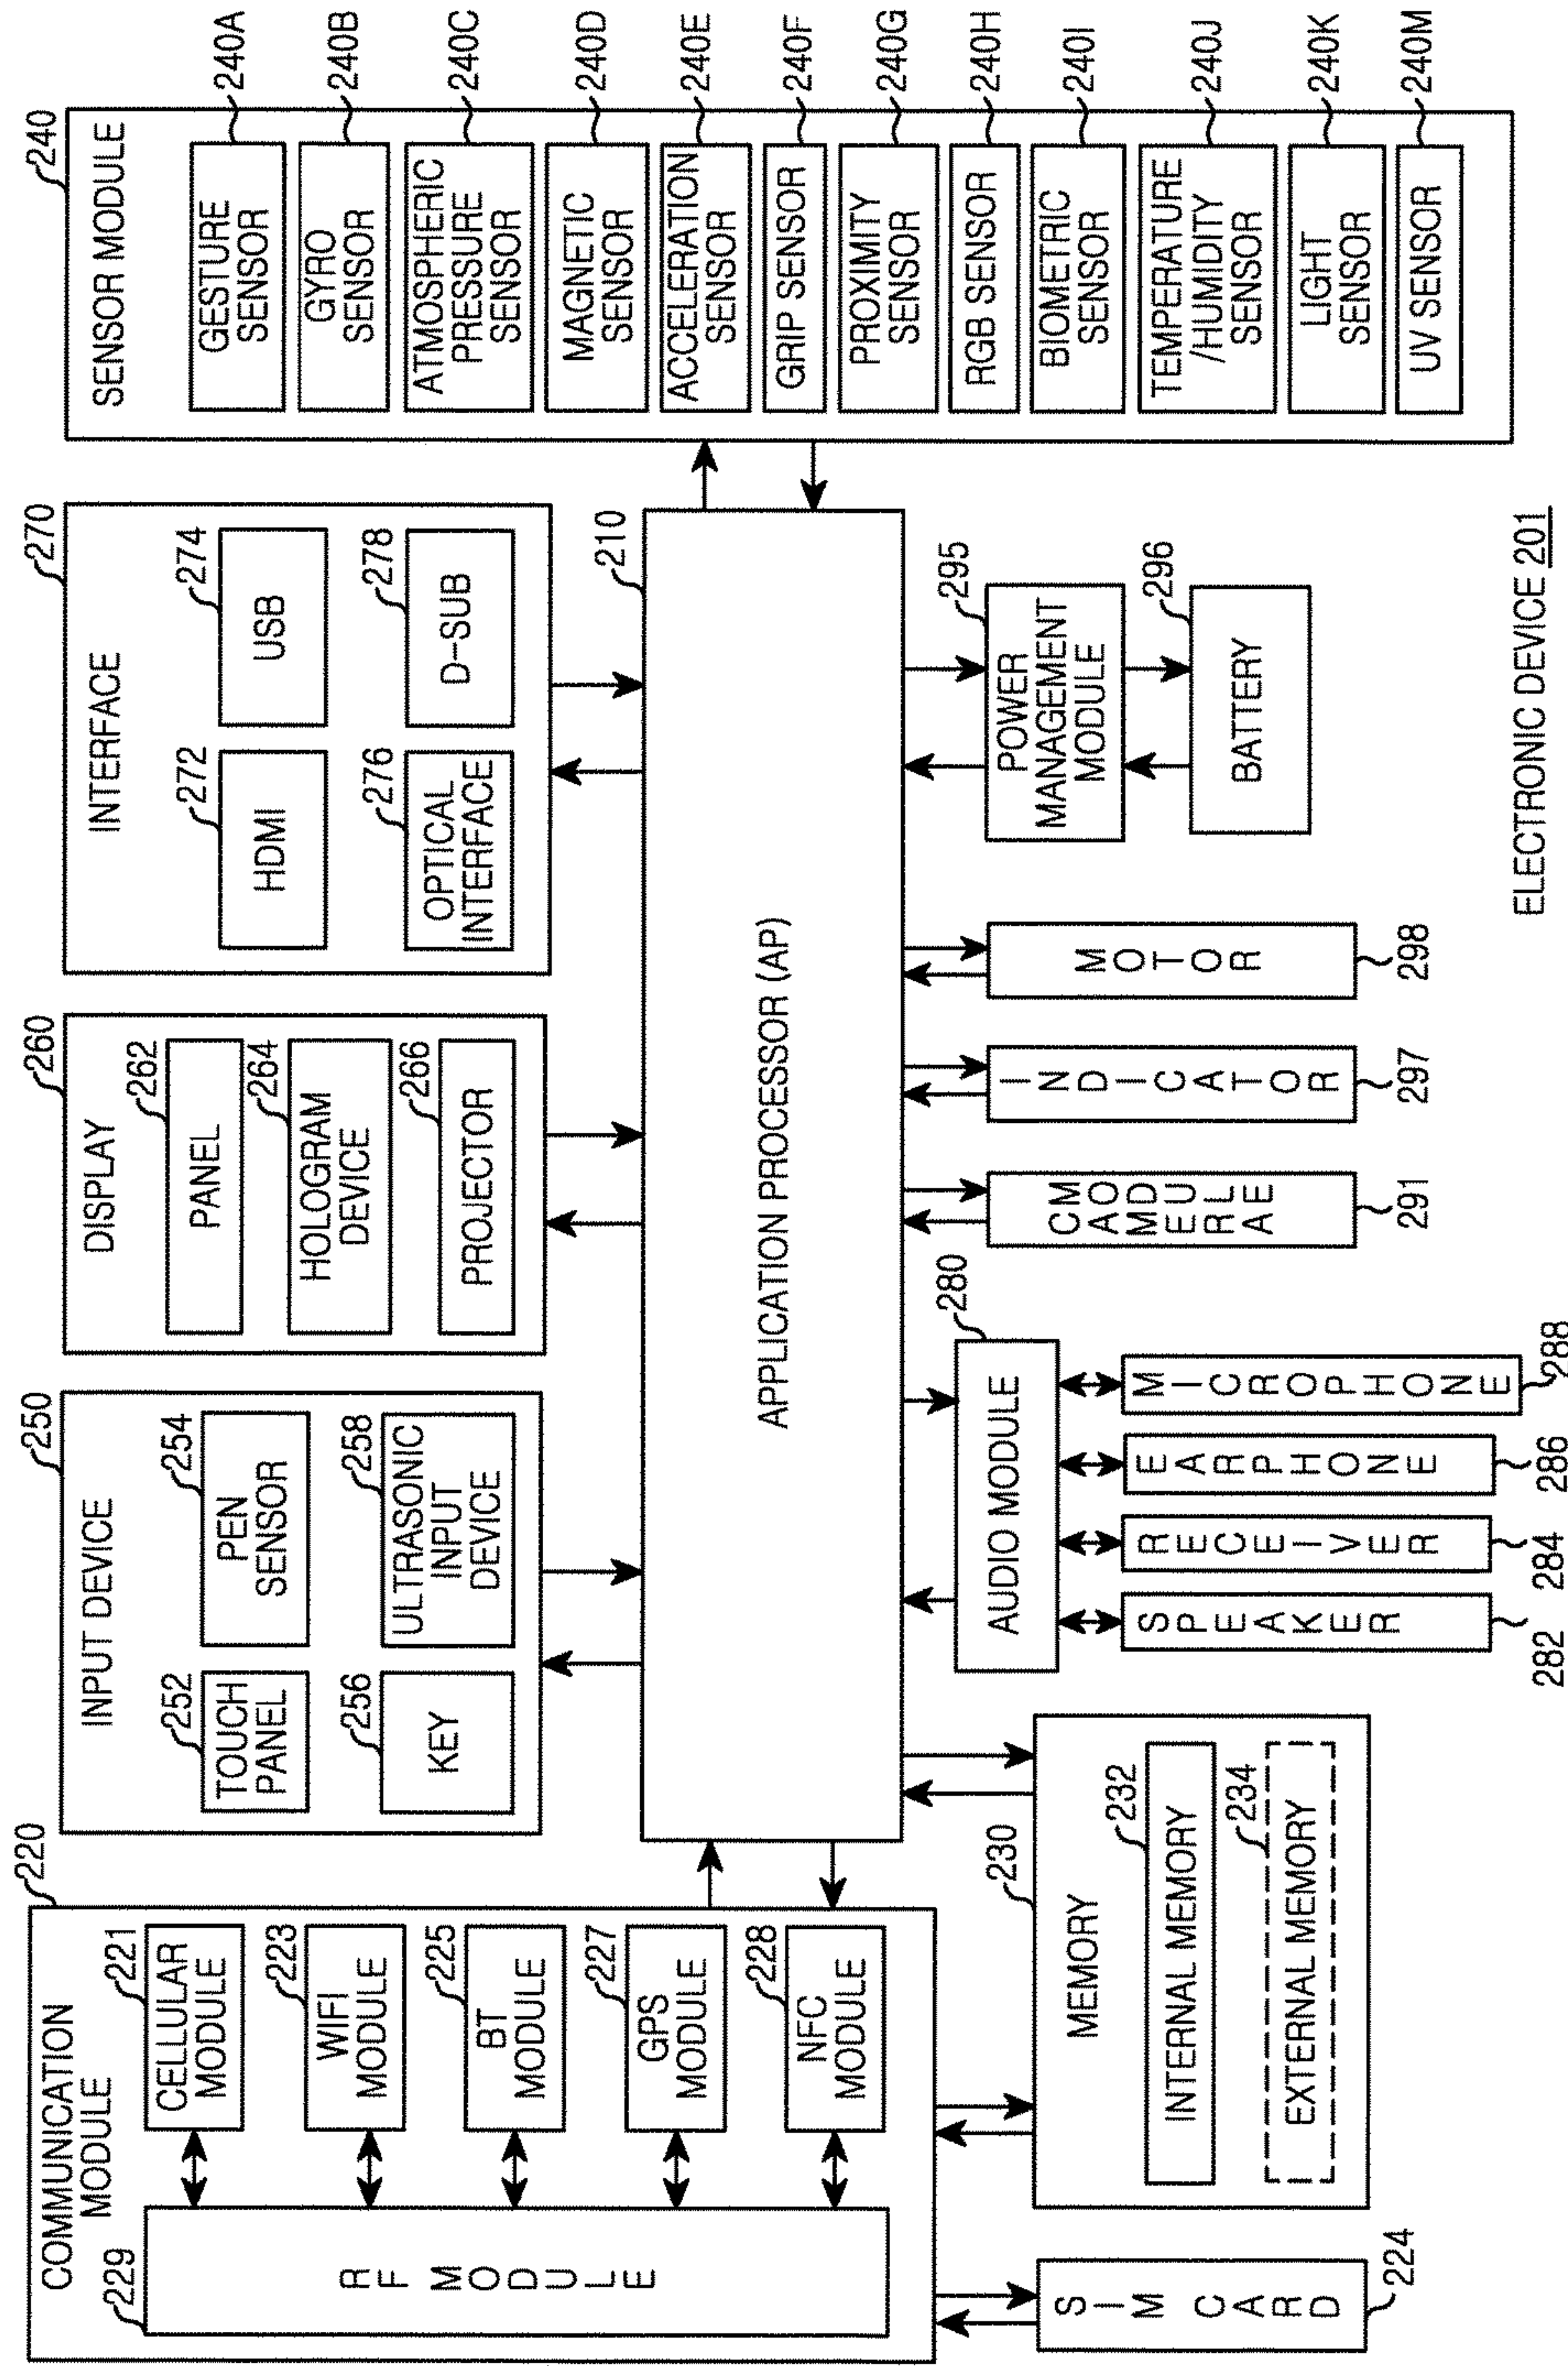 COMMUNICATION
MODULE
220
229
RF MODULE
221
CELLULAR
MODULE
223
WIFI
MODULE
225
BT
MODULE
227
GPS
MODULE
228
NFC
MODULE
SIM CARD
224
230
MEMORY
232
INTERNAL MEMORY
234
EXTERNAL MEMORY
250
INPUT DEVICE
252
TOUCH
PANEL
254
PEN
SENSOR
256
KEY
258
ULTRASONIC
INPUT
DEVICE
260
DISPLAY
262
PANEL
264
HOLOGRAM
DEVICE
266
PROJECTOR
270
INTERFACE
272
HDMI
274
USB
276
OPTICAL
INTERFACE
278
D-SUB
210
APPLICATION PROCESSOR (AP)
280
AUDIO MODULE
SPEAKER
282
RECEIVER
284
EARPHONE
286
MICROPHONE
288
CAMERA
MODULE
291
INDICATOR
297
MOTOR
298
295
POWER
MANAGEMENT
MODULE
296
BATTERY
240
SENSOR MODULE
GESTURE
SENSOR
240A
GYRO
SENSOR
240B
ATMOSPHERIC
PRESSURE
SENSOR
240C
MAGNETIC
SENSOR
240D
ACCELERATION
SENSOR
240E
GRIP SENSOR
240F
PROXIMITY
SENSOR
240G
RGB SENSOR
240H
BIOMETRIC
SENSOR
240I
TEMPERATURE
/HUMIDITY
SENSOR
240J
LIGHT
SENSOR
240K
UV SENSOR
240M
ELECTRONIC DEVICE 201